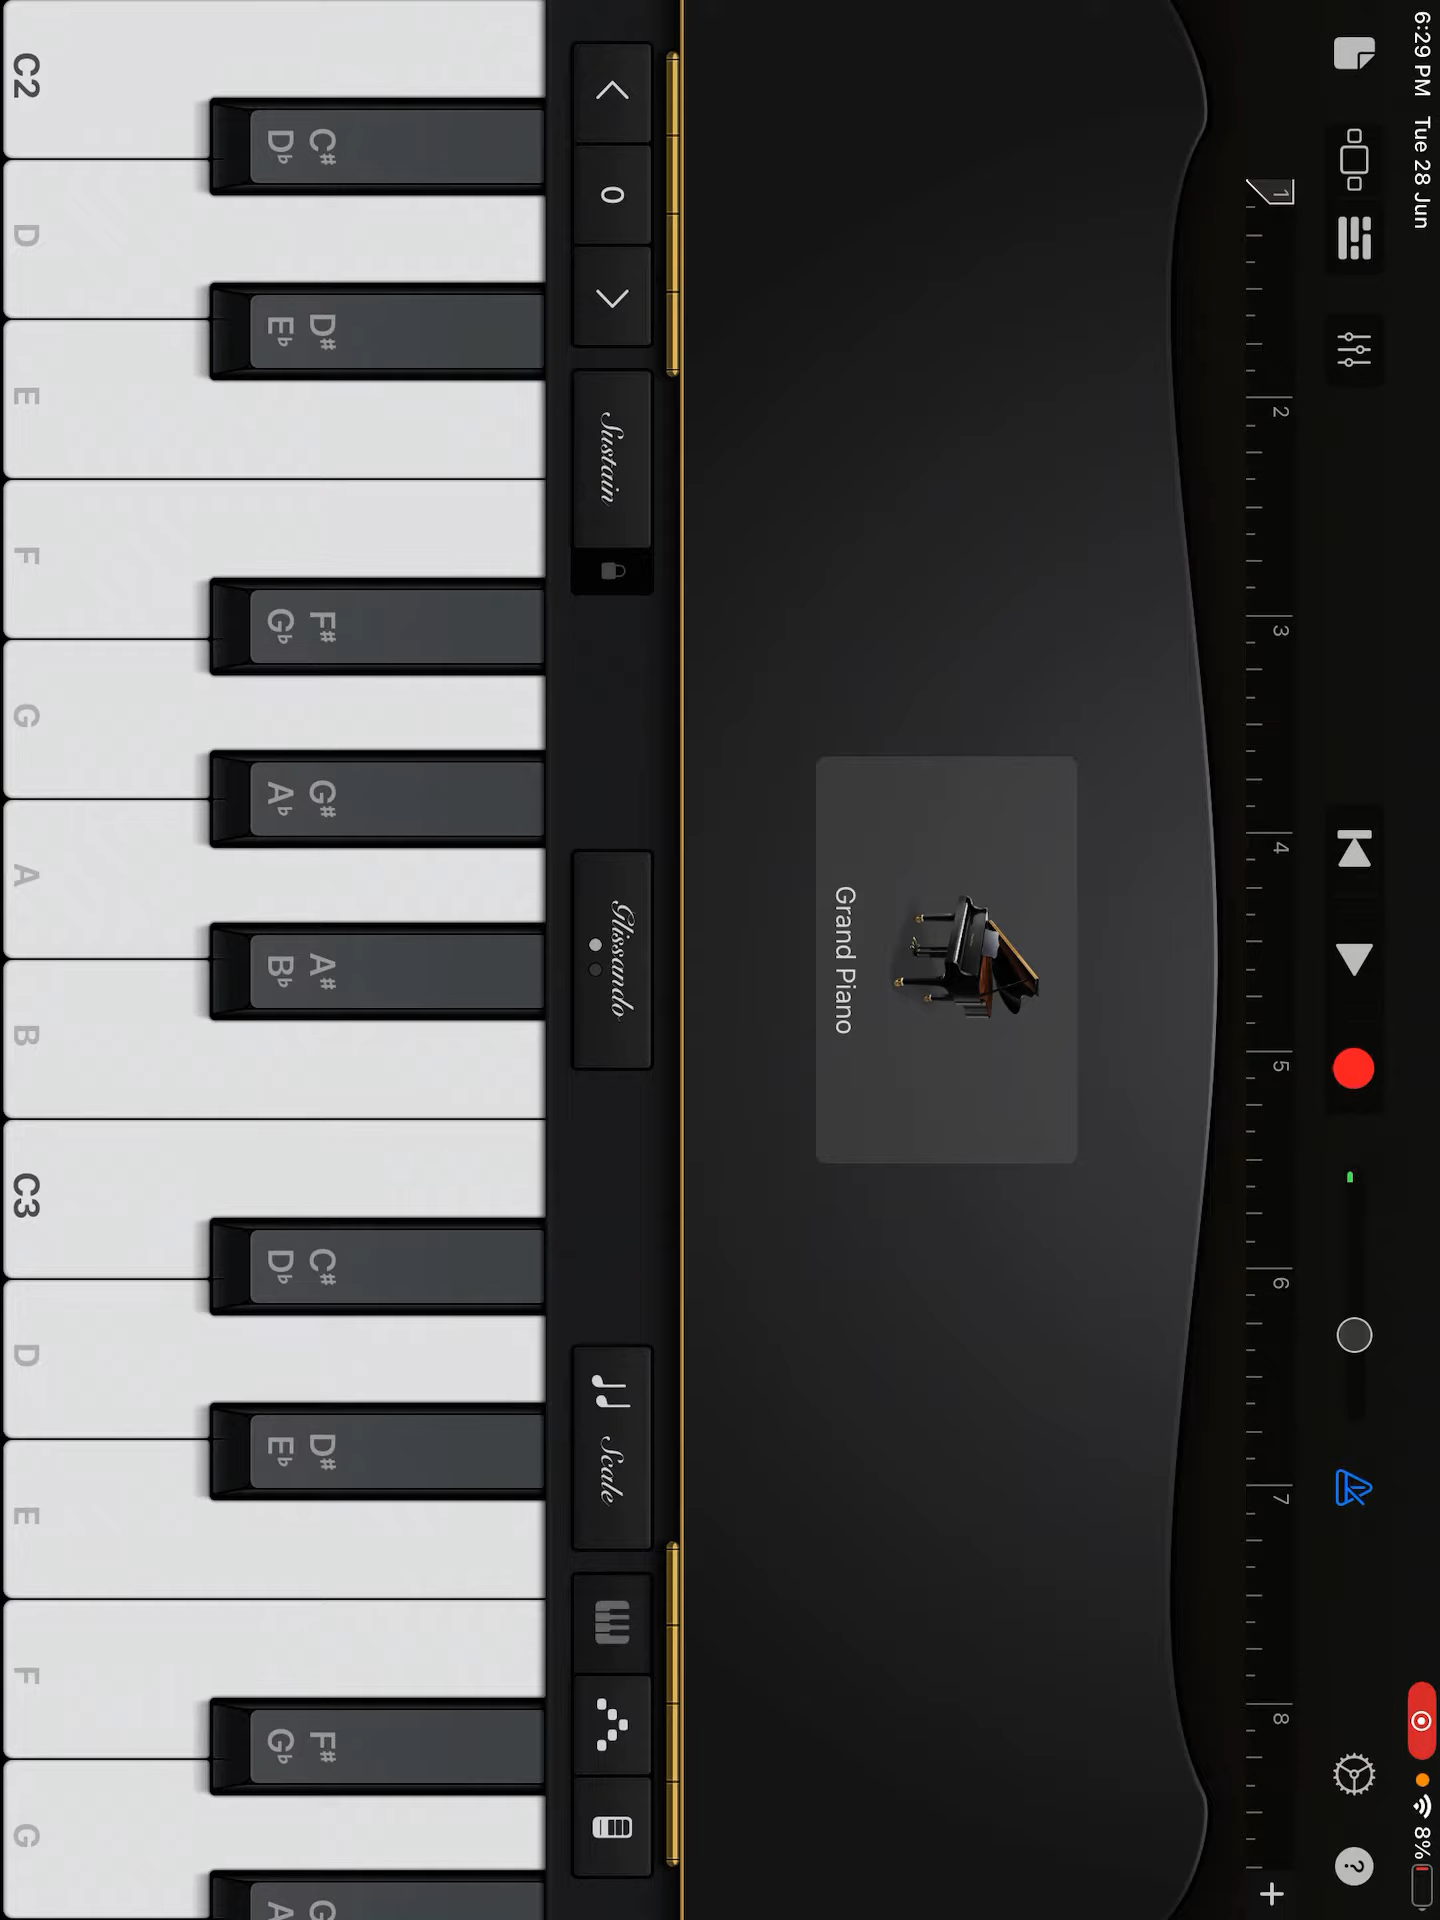 6:29 PM Tue 28 Jun
8%
1 2 3 4 5 6 7 8
Grand Piano
0
Sustain
Glissando
Scale
C# D# F# G# A# C# D# F# G
D♭ E♭ G♭ A♭ B♭ D♭ E♭ G♭ A
C2 D E F G A B C3 D E F G